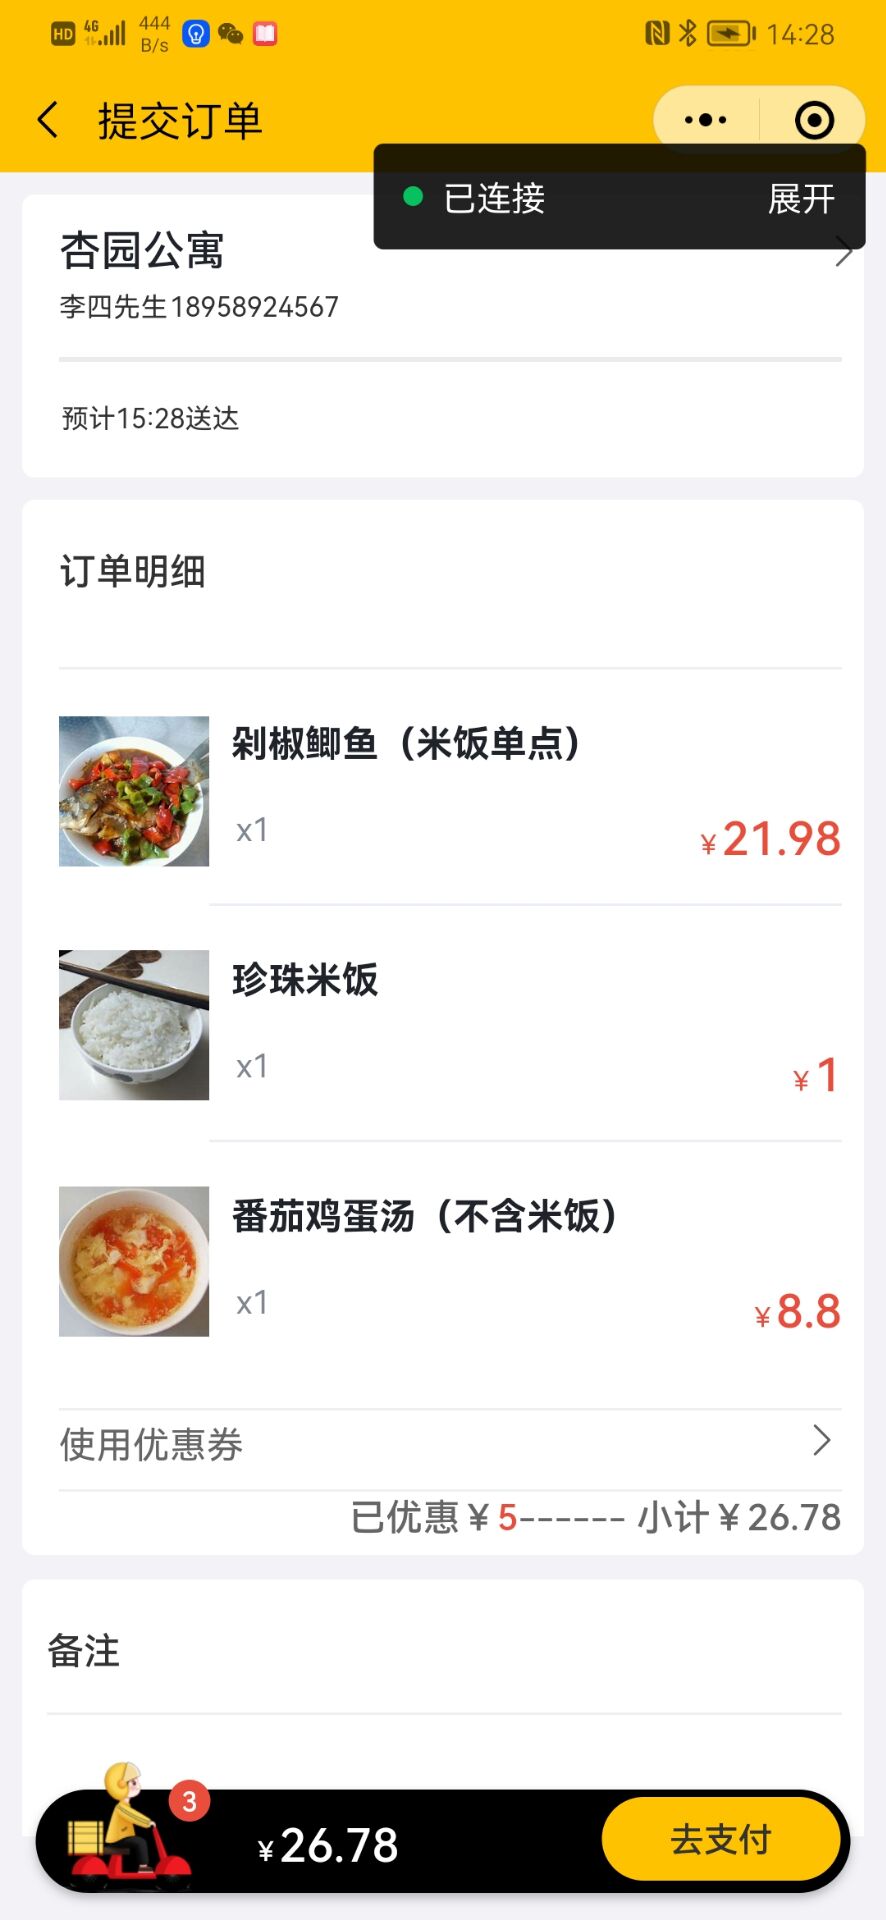 HD 4G 444 B/s 14:28
提交订单
已连接 展开
杏园公寓
李四先生18958924567
预计15:28送达
订单明细
剁椒鲫鱼（米饭单点）
x1
¥21.98
珍珠米饭
x1
¥1
番茄鸡蛋汤（不含米饭）
x1
¥8.8
使用优惠券
已优惠¥5------ 小计¥26.78
备注
3
¥26.78 去支付